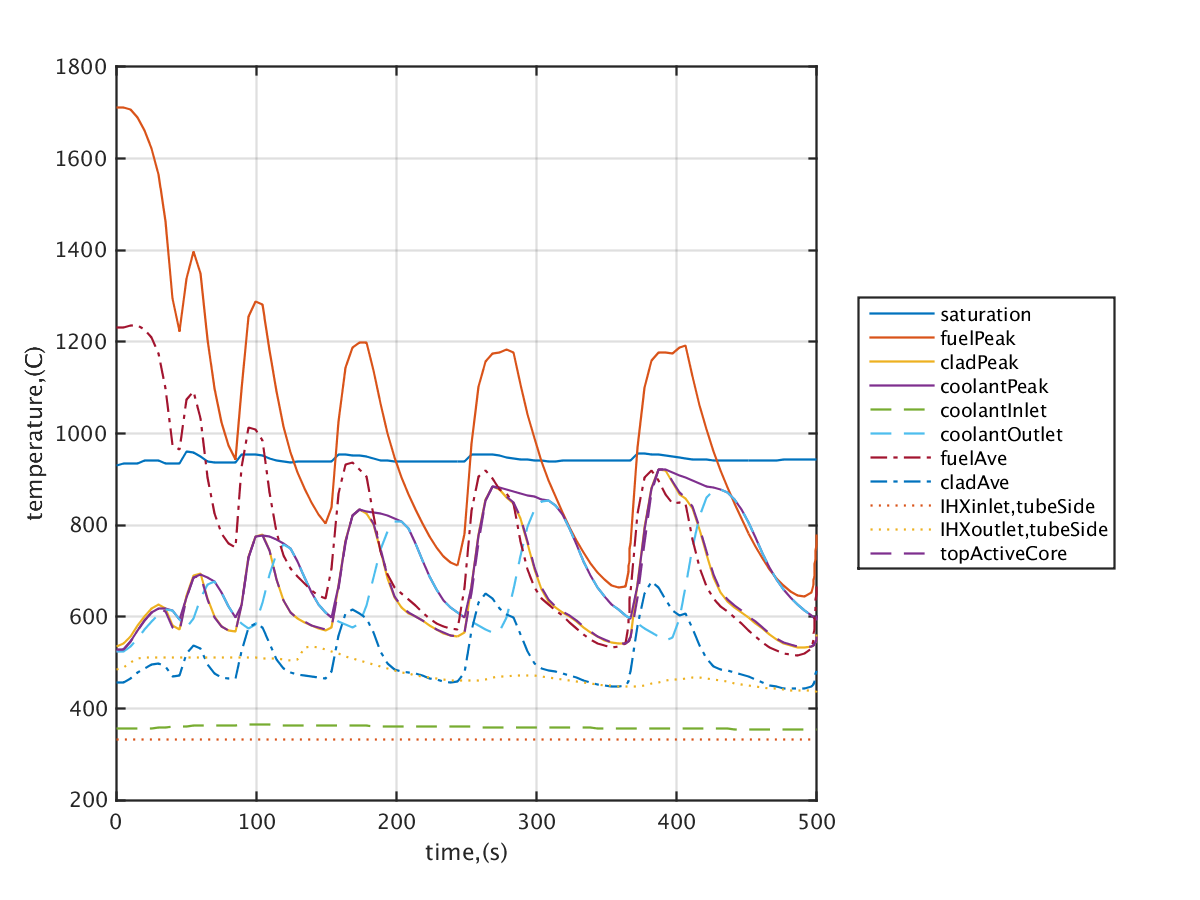 1800
1600
1400
1200
1000
800
600
400
200
temperature,(C)
0 100 200 300 400 500
time,(s)
saturation
fuelPeak
cladPeak
coolantPeak
coolantInlet
coolantOutlet
fuelAve
cladAve
IHXinlet,tubeSide
IHXoutlet,tubeSide
topActiveCore